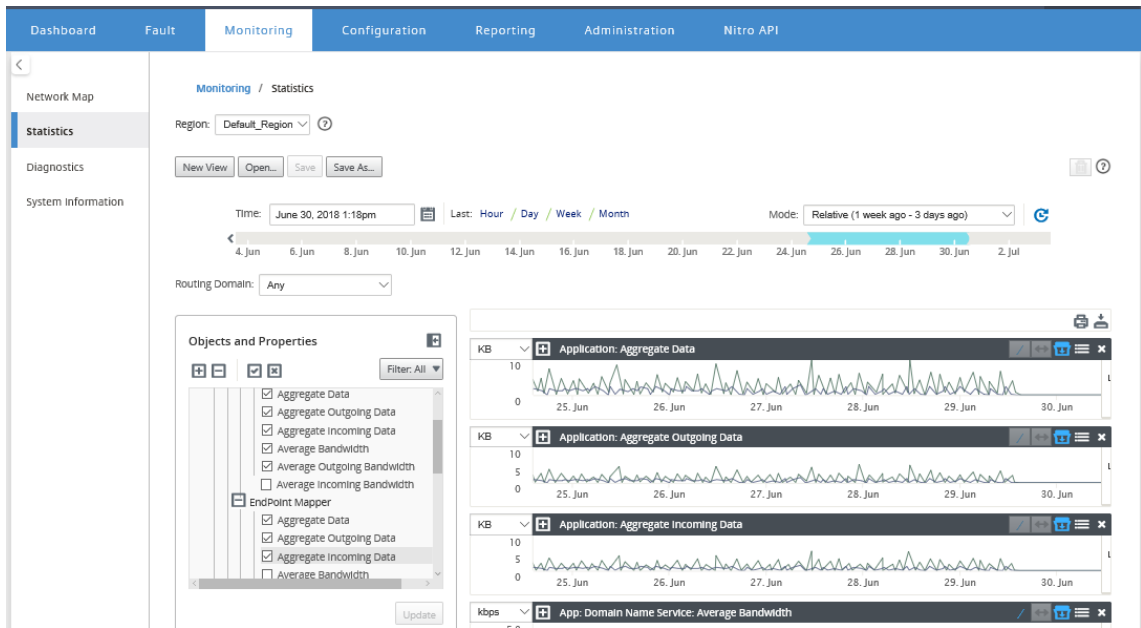 Dashboard Fault Monitoring Configuration Reporting Administration Nitro API
Network Map
Statistics
Diagnostics
System Information
Monitoring / Statistics
Region: Default_Region
New View Open... Save Save As...
Time: June 30, 2018 1:18pm Last: Hour / Day / Week / Month Mode: Relative (1 week ago - 3 days ago)
4. Jun 6. Jun 8. Jun 10. Jun 12. Jun 14. Jun 16. Jun 18. Jun 20. Jun 22. Jun 24. Jun 26. Jun 28. Jun 30. Jun 2. Jul
Routing Domain: Any
Objects and Properties
Filter: All
Aggregate Data
Aggregate Outgoing Data
Aggregate Incoming Data
Average Bandwidth
Average Outgoing Bandwidth
Average Incoming Bandwidth
EndPoint Mapper
Aggregate Data
Aggregate Outgoing Data
Aggregate Incoming Data
Average Bandwidth
Update
KB Application: Aggregate Data
10
0
25. Jun 26. Jun 27. Jun 28. Jun 29. Jun 30. Jun
KB Application: Aggregate Outgoing Data
10
5
0
25. Jun 26. Jun 27. Jun 28. Jun 29. Jun 30. Jun
KB Application: Aggregate Incoming Data
10
5
0
25. Jun 26. Jun 27. Jun 28. Jun 29. Jun 30. Jun
kbps App: Domain Name Service: Average Bandwidth